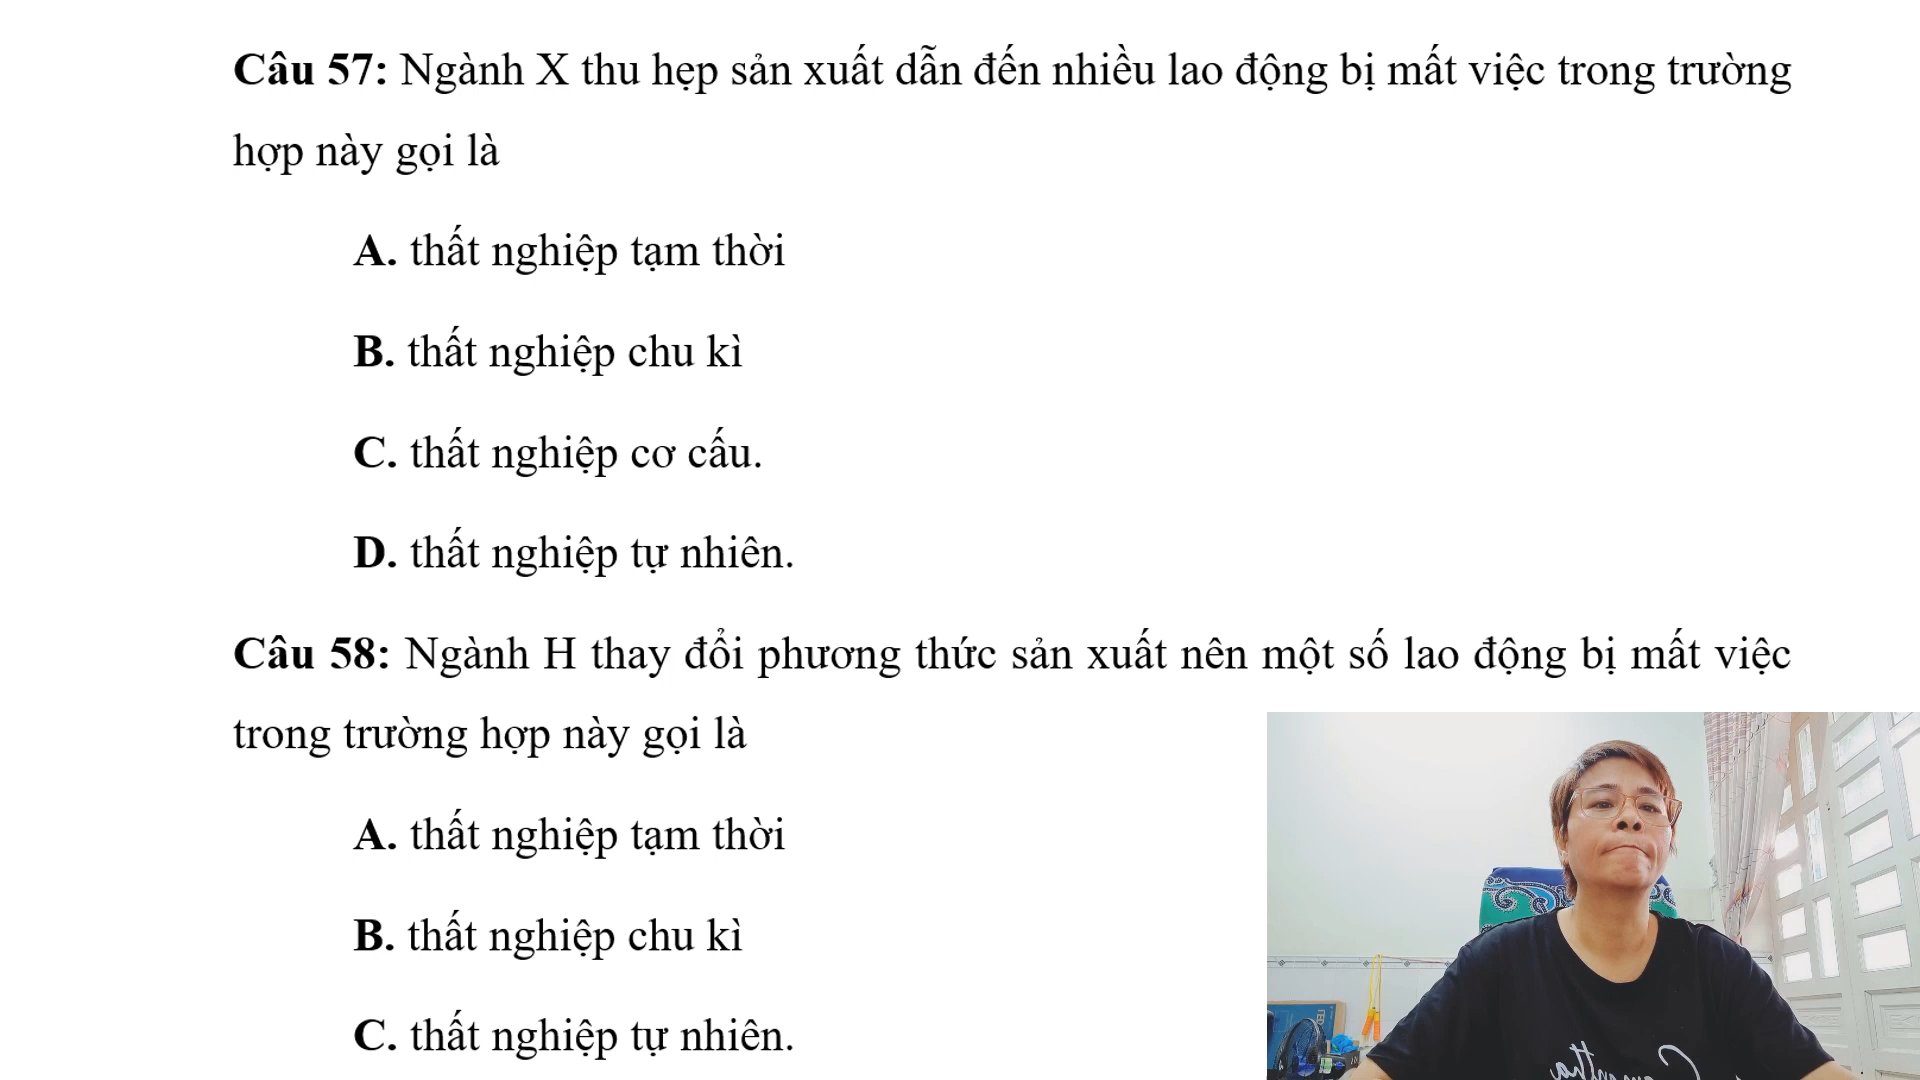 Câu 57: Ngành X thu hẹp sản xuất dẫn đến nhiều lao động bị mất việc trong trường
hợp này gọi là
A. thất nghiệp tạm thời
B. thất nghiệp chu kì
C. thất nghiệp cơ cấu.
D. thất nghiệp tự nhiên.
Câu 58: Ngành H thay đổi phương thức sản xuất nên một số lao động bị mất việc
trong trường hợp này gọi là
A. thất nghiệp tạm thời
B. thất nghiệp chu kì
C. thất nghiệp tự nhiên.